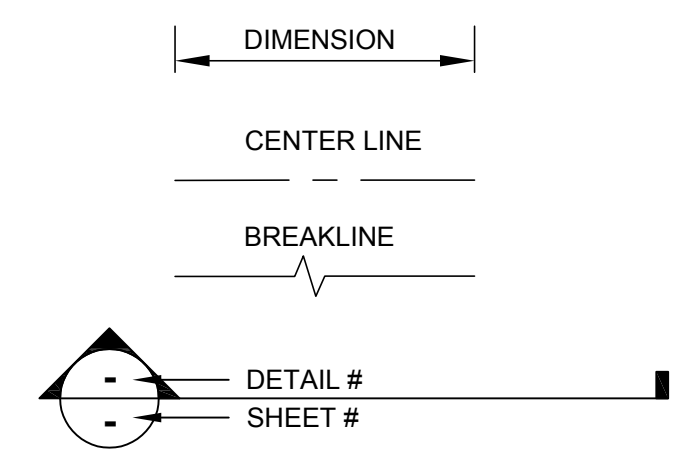 DIMENSION
CENTER LINE
BREAKLINE
-
DETAIL #
-
SHEET #